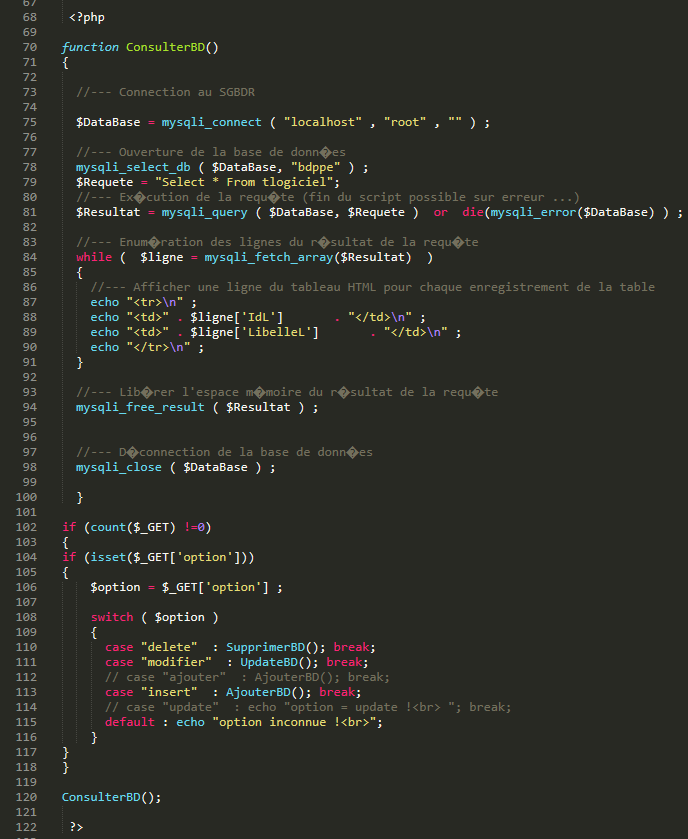 67
68 <?php
69
70 function ConsulterBD()
71 {
72
73 //--- Connection au SGBDR
74
75 $DataBase = mysqli_connect ( "localhost" , "root" , "" ) ;
76
77 //--- Ouverture de la base de donn�es
78 mysqli_select_db ( $DataBase, "bdppe" ) ;
79 $Requete = "Select * From tlogiciel";
80 //--- Ex�cution de la requ�te (fin du script possible sur erreur ...)
81 $Resultat = mysqli_query ( $DataBase, $Requete ) or die(mysqli_error($DataBase) ) ;
82
83 //--- Enum�ration des lignes du r�sultat de la requ�te
84 while ( $ligne = mysqli_fetch_array($Resultat) )
85 {
86 //--- Afficher une ligne du tableau HTML pour chaque enregistrement de la table
87 echo "<tr>\n" ;
88 echo "<td>" . $ligne['IdL'] . "</td>\n" ;
89 echo "<td>" . $ligne['LibelleL'] . "</td>\n" ;
90 echo "</tr>\n" ;
91 }
92
93 //--- Lib�rer l'espace m�moire du r�sultat de la requ�te
94 mysqli_free_result ( $Resultat ) ;
95
96
97 //--- D�connection de la base de donn�es
98 mysqli_close ( $DataBase ) ;
99
100 }
101
102 if (count($_GET) !=0)
103 {
104 if (isset($_GET['option']))
105 {
106 $option = $_GET['option'] ;
107
108 switch ( $option )
109 {
110 case "delete" : SupprimerBD(); break;
111 case "modifier" : UpdateBD(); break;
112 // case "ajouter" : AjouterBD(); break;
113 case "insert" : AjouterBD(); break;
114 // case "update" : echo "option = update !<br> "; break;
115 default : echo "option inconnue !<br>";
116 }
117 }
118 }
119
120 ConsulterBD();
121
122 ?>